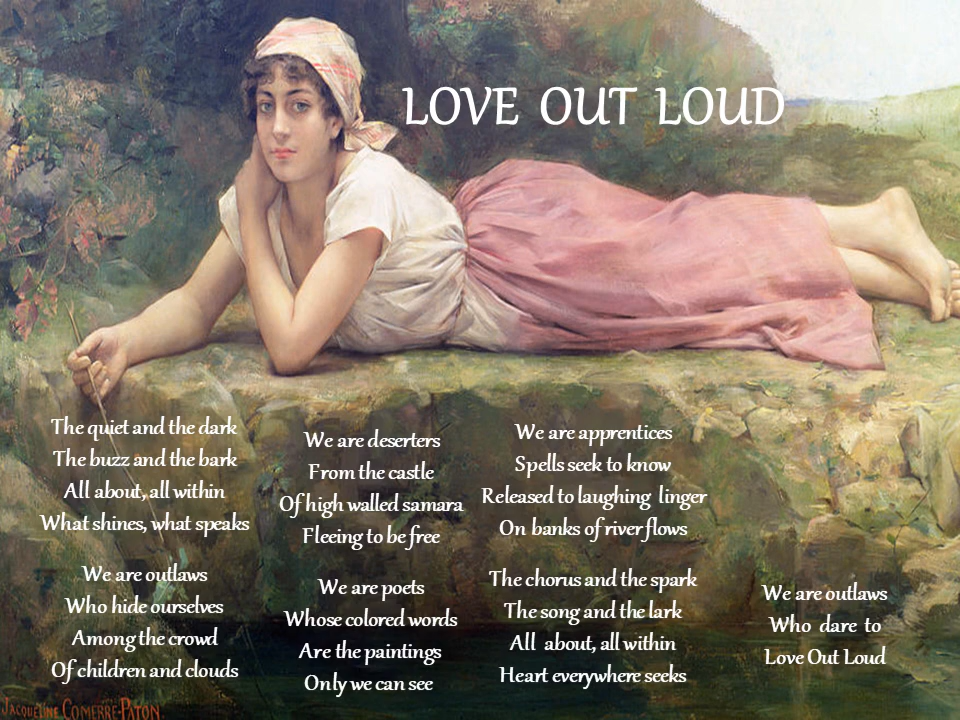 LOVE OUT LOUD
The quiet and the dark
The buzz and the bark
All about, all within
What shines, what speaks
We are outlaws
Who hide ourselves
Among the crowd
Of children and clouds
We are deserters
From the castle
Of high walled samara
Fleeing to be free
We are poets
Whose colored words
Are the paintings
Only we can see
We are apprentices
Spells seek to know
Released to laughing linger
On banks of river flows
The chorus and the spark
The song and the lark
All about, all within
Heart everywhere seeks
We are outlaws
Who dare to
Love Out Loud
JACQUELINE COMERRE-PATON